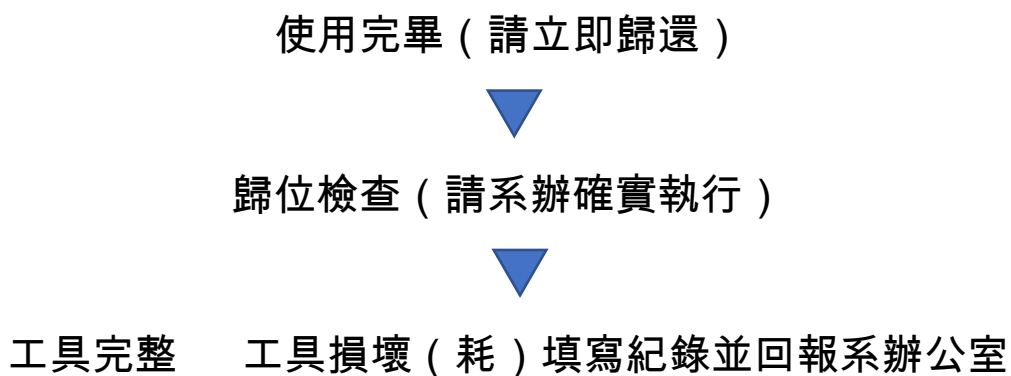 使用完畢（請立即歸還）
歸位檢查（請系辦確實執行）
工具完整　工具損壞（耗）填寫紀錄並回報系辦公室